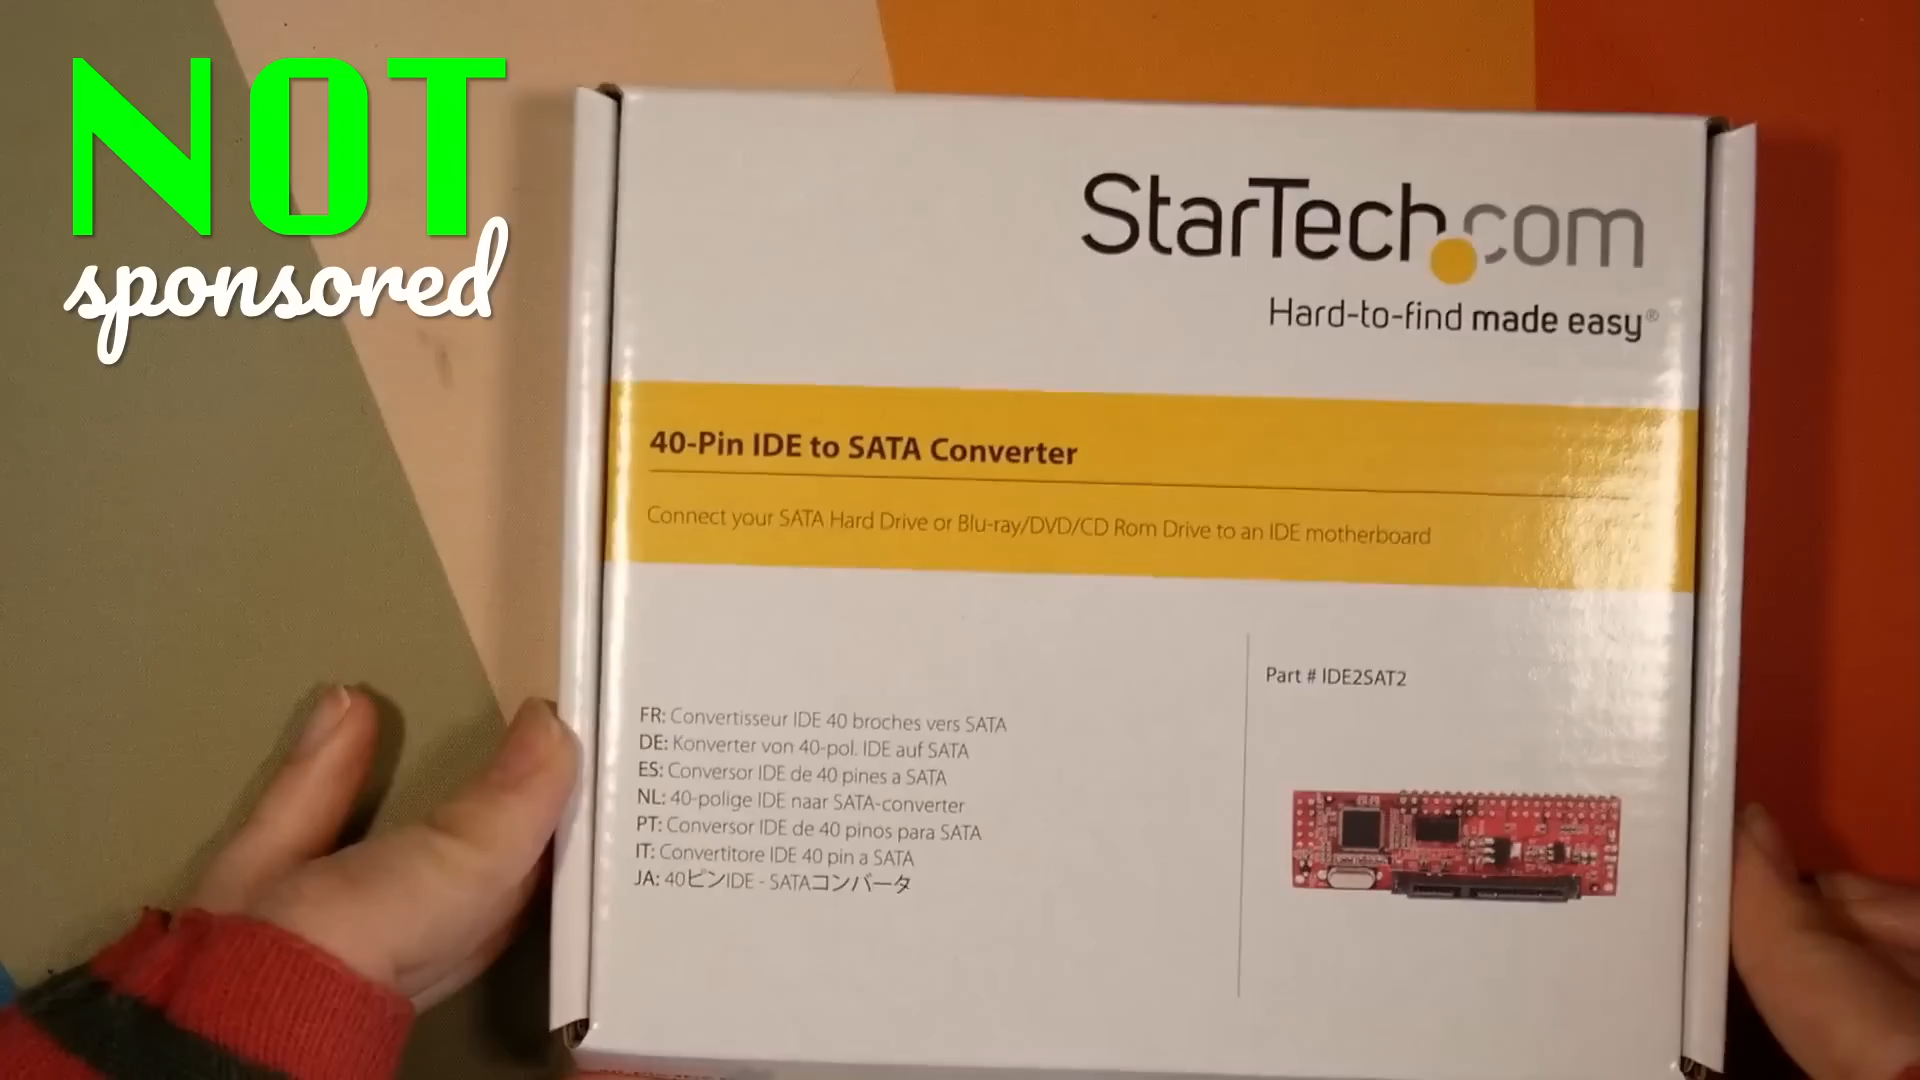 NOT
sponsored
StarTech.com
Hard-to-find made easy®
40-Pin IDE to SATA Converter
Connect your SATA Hard Drive or Blu-ray/DVD/CD Rom Drive to an IDE motherboard
Part # IDE2SAT2
FR: Convertisseur IDE 40 broches vers SATA
DE: Konverter von 40-pol. IDE auf SATA
ES: Conversor IDE de 40 pines a SATA
NL: 40-polige IDE naar SATA-converter
PT: Conversor IDE de 40 pinos para SATA
IT: Convertitore IDE 40 pin a SATA
JA: 40ピンIDE - SATAコンバータ